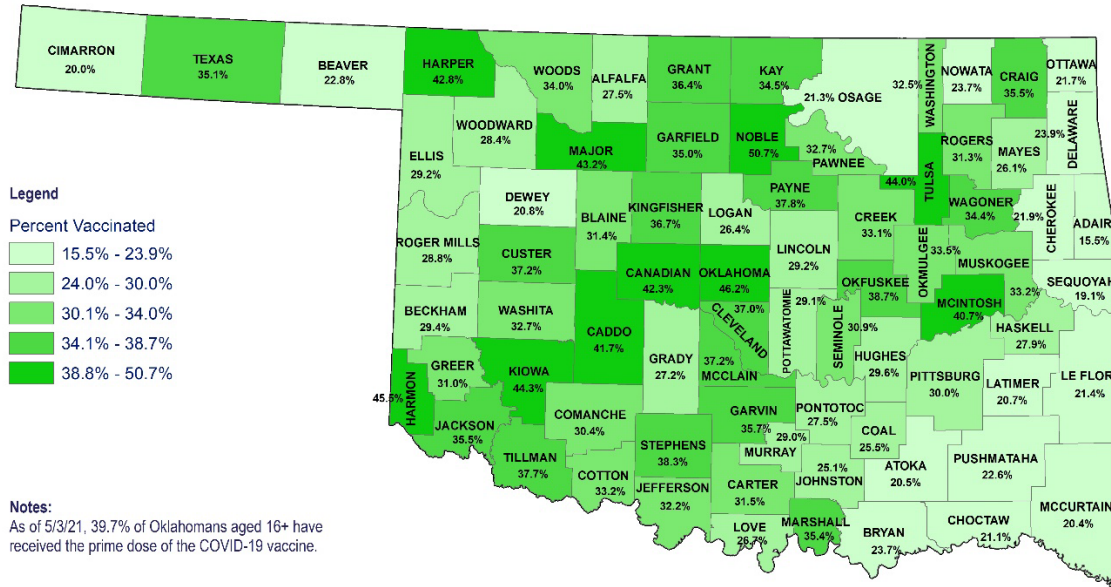 CIMARRON
20.0%
TEXAS
35.1%
BEAVER
22.8%
HARPER
42.8%
WOODS
34.0%
ALFALFA
27.5%
GRANT
36.4%
KAY
34.5%
21.3% OSAGE
32.5%
WASHINGTON
NOWATA
23.7%
CRAIG
35.5%
OTTAWA
21.7%
WOODWARD
28.4%
ELLIS
29.2%
MAJOR
43.2%
GARFIELD
35.0%
NOBLE
50.7%
32.7%
PAWNEE
ROGERS
31.3%
MAYES
26.1%
23.9%
DELAWARE
44.0%
TULSA
DEWEY
20.8%
BLAINE
31.4%
KINGFISHER
36.7%
LOGAN
26.4%
PAYNE
37.8%
CREEK
33.1%
WAGONER
34.4%
21.9%
CHEROKEE
ADAIR
15.5%
ROGER MILLS
28.8%
CUSTER
37.2%
CANADIAN
42.3%
OKLAHOMA
46.2%
LINCOLN
29.2%
OKFUSKEE
38.7%
OKMULGEE
33.5%
MUSKOGEE
33.2%
SEQUOYAH
19.1%
MCINTOSH
40.7%
BECKHAM
29.4%
WASHITA
32.7%
CADDO
41.7%
GRADY
27.2%
37.0%
CLEVELAND
37.2%
MCCLAIN
POTTAWATOMIE
29.1%
SEMINOLE
30.9%
HUGHES
29.6%
HASKELL
27.9%
PITTSBURG
30.0%
LATIMER
20.7%
LE FLOR
21.4%
45.5%
HARMON
GREER
31.0%
KIOWA
44.3%
JACKSON
35.5%
TILLMAN
37.7%
COMANCHE
30.4%
COTTON
33.2%
STEPHENS
38.3%
JEFFERSON
32.2%
GARVIN
35.7%
29.0%
MURRAY
PONTOTOC
27.5%
COAL
25.5%
25.1%
JOHNSTON
ATOKA
20.5%
PUSHMATAHA
22.6%
CARTER
31.5%
LOVE
26.7%
MARSHALL
35.4%
BRYAN
23.7%
CHOCTAW
21.1%
MCCURTAIN
20.4%
Legend
Percent Vaccinated
15.5% - 23.9%
24.0% - 30.0%
30.1% - 34.0%
34.1% - 38.7%
38.8% - 50.7%
Notes:
As of 5/3/21, 39.7% of Oklahomans aged 16+ have
received the prime dose of the COVID-19 vaccine.